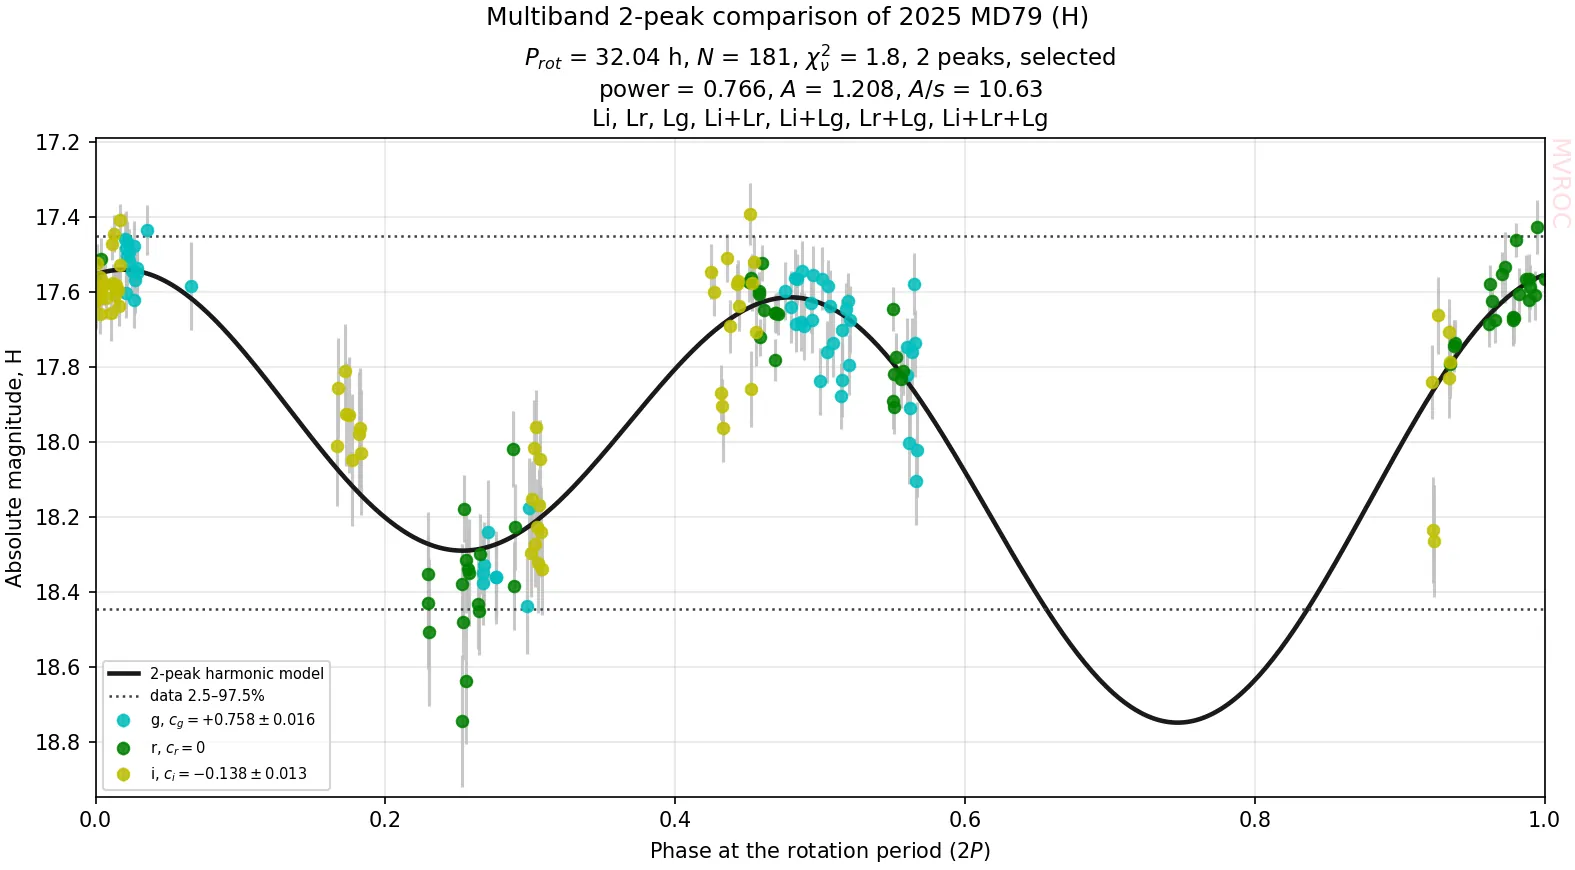 Multiband 2-peak comparison of 2025 MD79 (H)
P_rot = 32.04 h, N = 181, χ²_ν = 1.8, 2 peaks, selected
power = 0.766, A = 1.208, A/s = 10.63
Li, Lr, Lg, Li+Lr, Li+Lg, Lr+Lg, Li+Lr+Lg
MVROC
Absolute magnitude, H
17.2
17.4
17.6
17.8
18.0
18.2
18.4
18.6
18.8
2-peak harmonic model
data 2.5–97.5%
g, c_g = +0.758 ± 0.016
r, c_r = 0
i, c_i = −0.138 ± 0.013
0.0 0.2 0.4 0.6 0.8 1.0
Phase at the rotation period (2P)